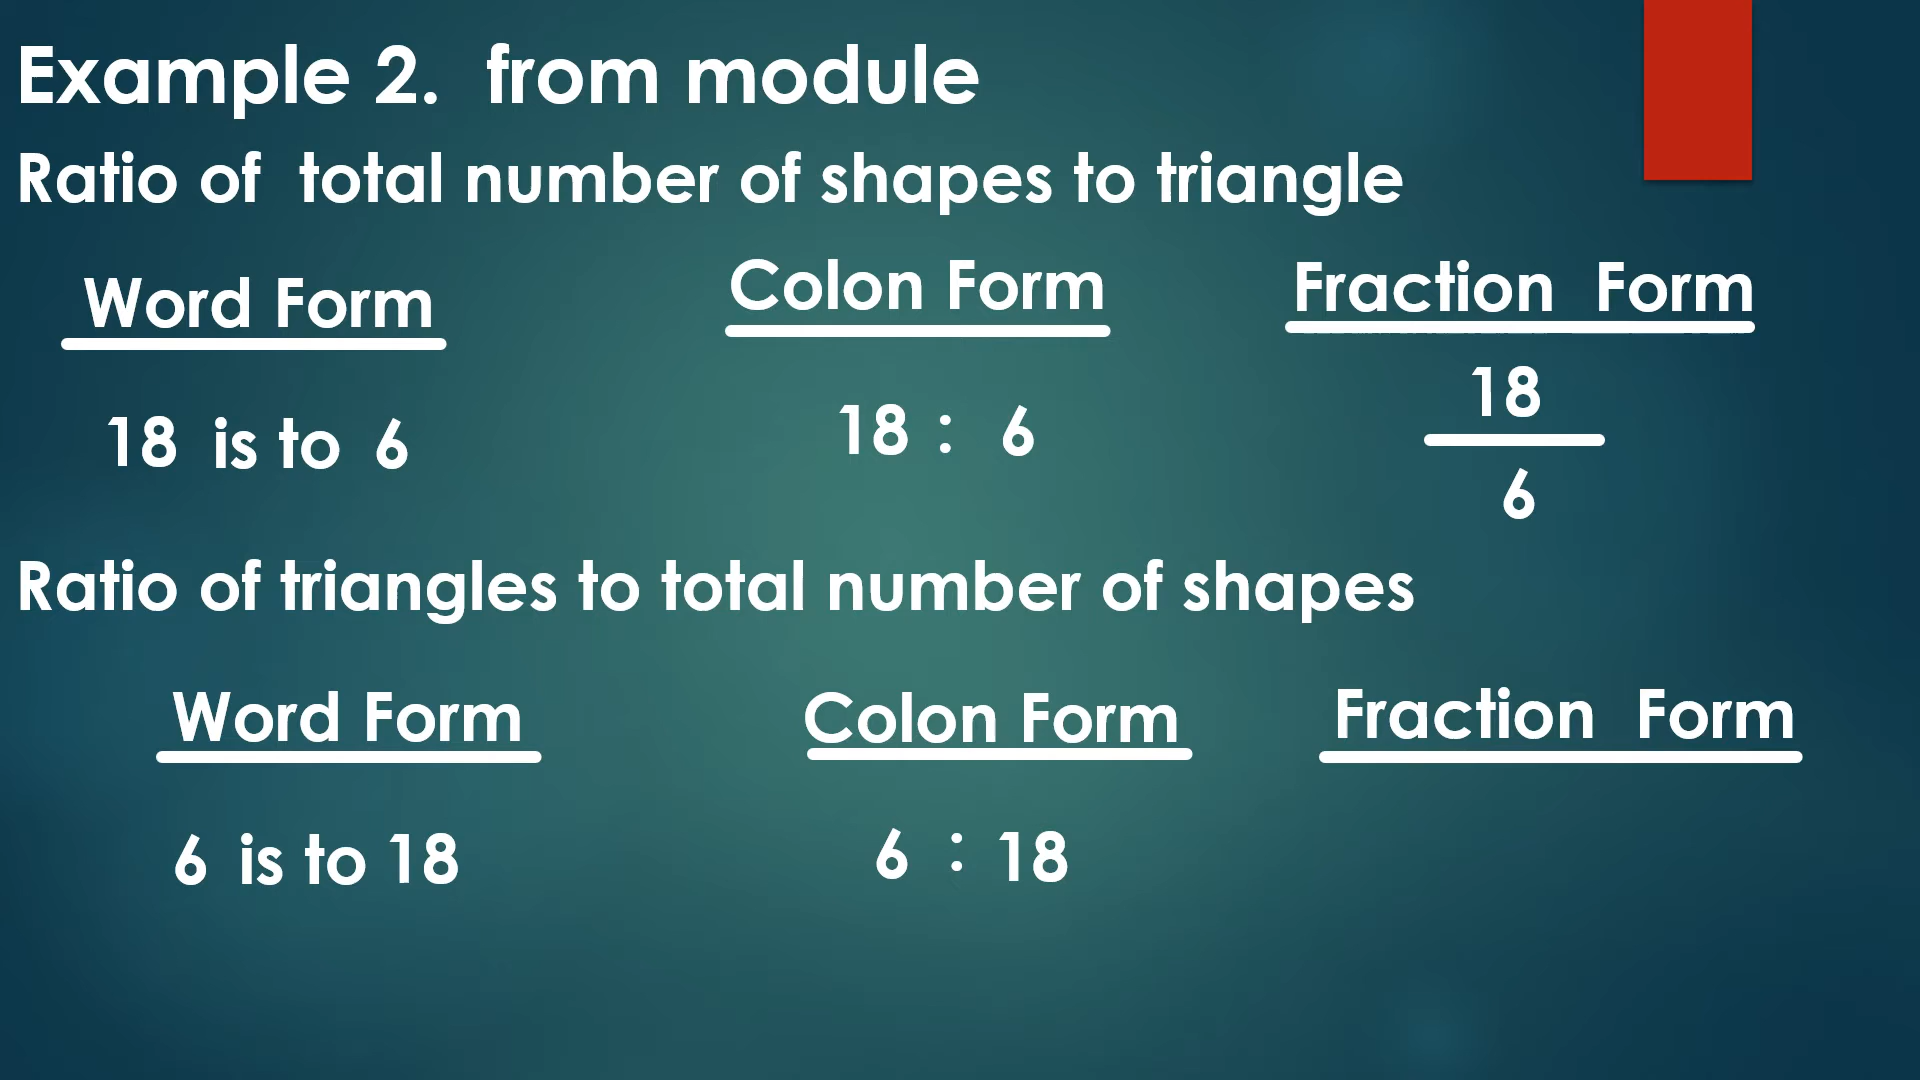 Example 2. from module
Ratio of total number of shapes to triangle
Word Form
Colon Form
Fraction Form
18 is to 6
18 : 6
18
6
Ratio of triangles to total number of shapes
Word Form
Colon Form
Fraction Form
6 is to 18
6 : 18